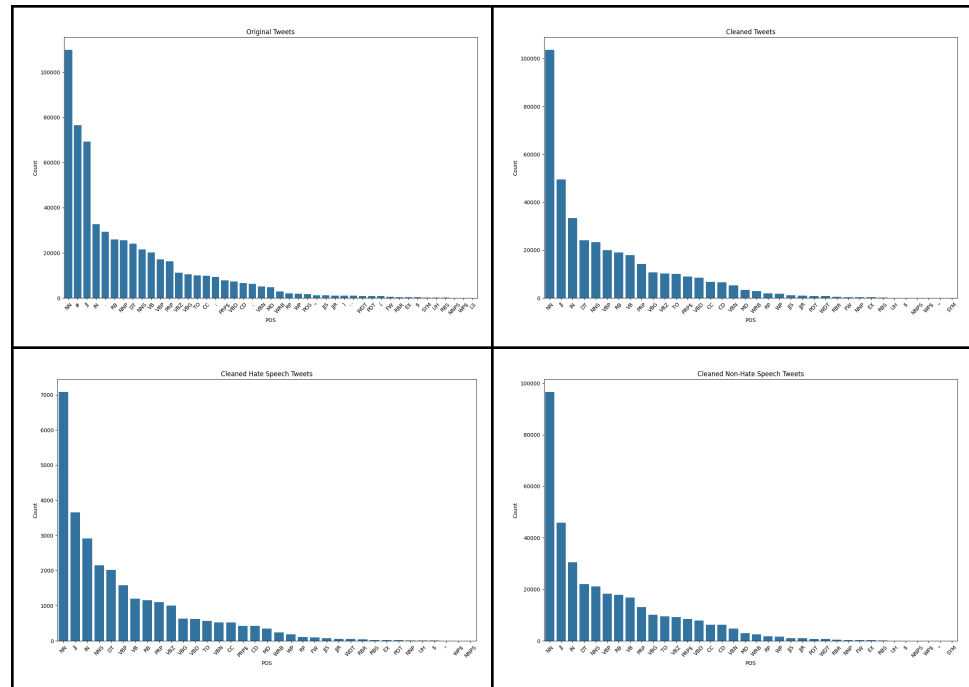 Original Tweets
Count
100000
80000
60000
40000
20000
0
NN # JJ IN . RB NNP DT NNS VB VBP PRP VBZ VBG TO CC : PRP$ VBD CD , VBN MD WRB RP WP POS JJS JJR ) WDT PDT ( FW RBR EX $ SYM UH RBS NNPS WP$ LS
POS
Cleaned Tweets
Count
100000
80000
60000
40000
20000
0
NN JJ IN DT NNS VBP RB VB PRP VBG VBZ TO PRP$ VBD CC CD VBN MD WRB RP WP JJS JJR PDT WDT RBR FW NNP EX RBS UH $ NNPS WP$ " SYM
POS
Cleaned Hate Speech Tweets
Count
7000
6000
5000
4000
3000
2000
1000
0
NN JJ IN NNS DT VBP VB RB PRP VBZ VBG VBD TO VBN CC PRP$ CD MD WRB WP RP FW JJS JJR WDT RBR RBS EX PDT NNP UH $ " WP$ NNPS
POS
Cleaned Non-Hate Speech Tweets
Count
100000
80000
60000
40000
20000
0
NN JJ IN DT NNS VBP RB VB PRP VBG TO VBZ PRP$ VBD CC CD VBN MD WRB RP WP JJS JJR PDT WDT RBR NNP FW EX RBS UH $ NNPS WP$ " SYM
POS